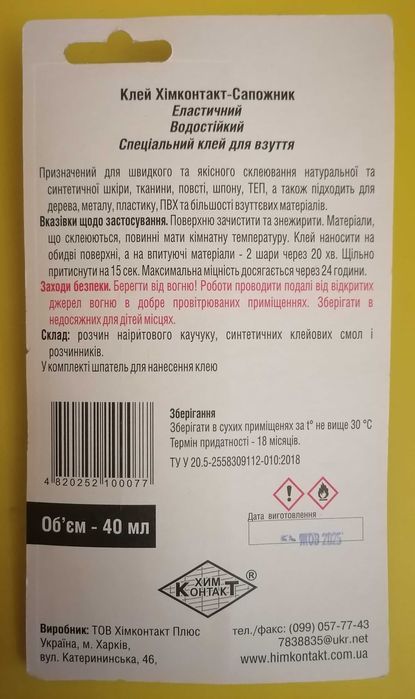 Клей Хімконтакт-Сапожник
Еластичний
Водостійкий
Спеціальний клей для взуття
Призначений для швидкого та якісного склеювання натуральної та
синтетичної шкіри, тканини, повсті, шпону, ТЕП, а також підходить для
дерева, металу, пластику, ПВХ та більшості взуттєвих матеріалів.
Вказівки щодо застосування. Поверхню зачистити та знежирити. Матеріали,
що склеюються, повинні мати кімнатну температуру. Клей наносити на
обидві поверхні, а на впитуючі матеріали - 2 шари через 20 хв. Щільно
притиснути на 15 сек. Максимальна міцність досягається через 24 години.
Заходи безпеки. Берегти від вогню! Роботи проводити подалі від відкритих
джерел вогню в добре провітрюваних приміщеннях. Зберігати в
недосяжних для дітей місцях.
Склад: розчин наірітового каучуку, синтетичних клейових смол і
розчинників.
У комплекті шпатель для нанесення клею
4 820252 100077
Зберігання
Зберігати в сухих приміщеннях за t° не вище 30 °C
Термін придатності - 18 місяців.
ТУ У 20.5-2558309112-010:2018
Об'єм - 40 мл
Дата виготовлення
ЖОВ 2025
ХИМ
КОНТАКТ
®
Виробник: ТОВ Хімконтакт Плюс
Україна, м. Харків,
вул. Катерининська, 46,
тел./факс: (099) 057-77-43
7838835@ukr.net
www.himkontakt.com.ua